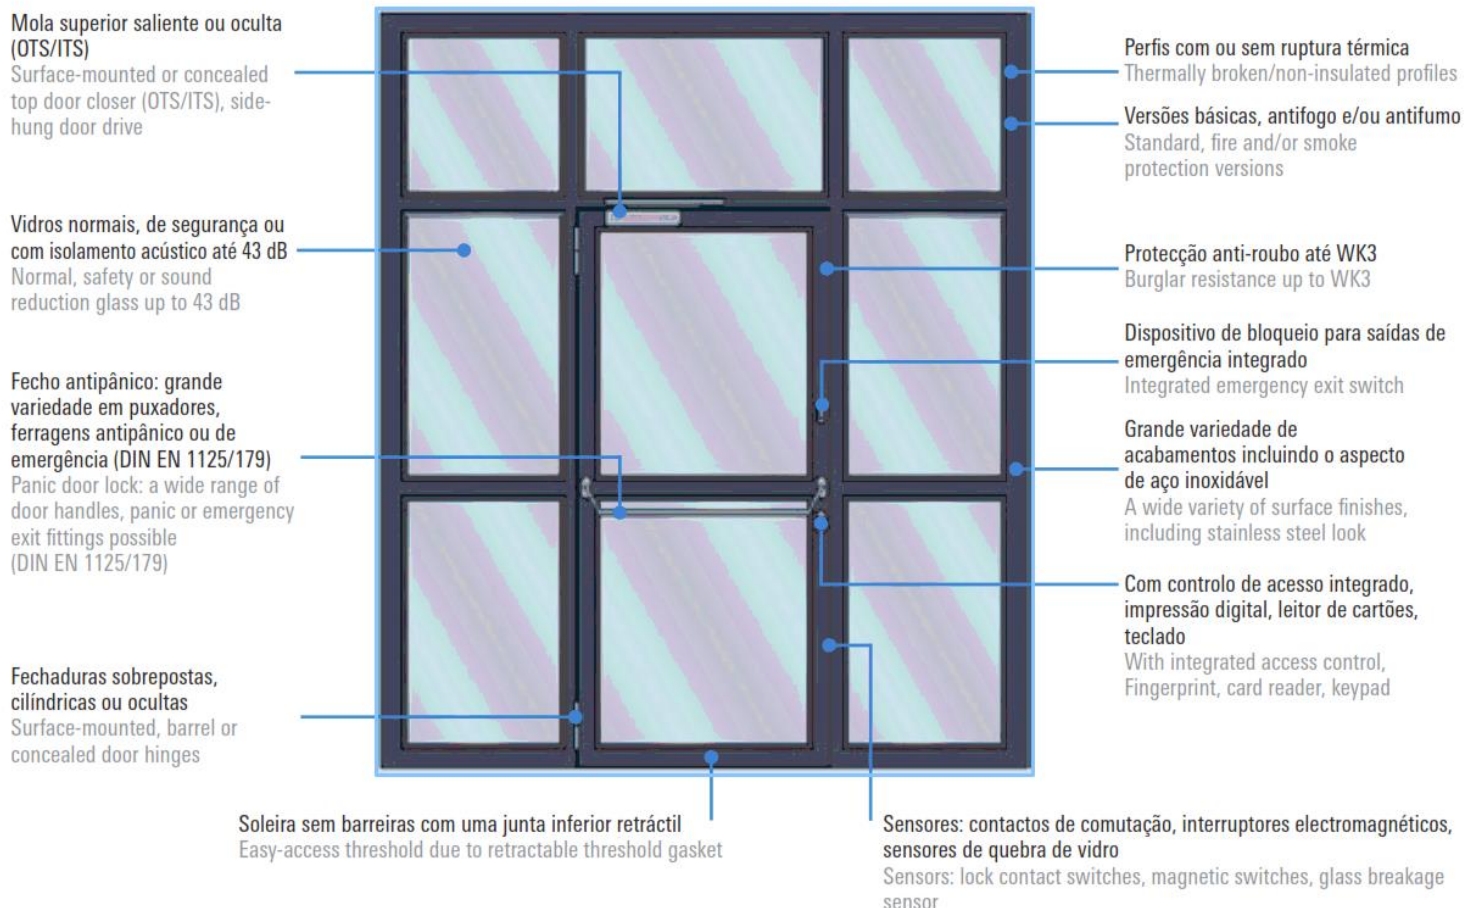 Mola superior saliente ou oculta
(OTS/ITS)
Surface-mounted or concealed
top door closer (OTS/ITS), side-
hung door drive
Vidros normais, de segurança ou
com isolamento acústico até 43 dB
Normal, safety or sound
reduction glass up to 43 dB
Fecho antipânico: grande
variedade em puxadores,
ferragens antipânico ou de
emergência (DIN EN 1125/179)
Panic door lock: a wide range of
door handles, panic or emergency
exit fittings possible
(DIN EN 1125/179)
Fechaduras sobrepostas,
cilíndricas ou ocultas
Surface-mounted, barrel or
concealed door hinges
Perfis com ou sem ruptura térmica
Thermally broken/non-insulated profiles
Versões básicas, antifogo e/ou antifumo
Standard, fire and/or smoke
protection versions
Protecção anti-roubo até WK3
Burglar resistance up to WK3
Dispositivo de bloqueio para saídas de
emergência integrado
Integrated emergency exit switch
Grande variedade de
acabamentos incluindo o aspecto
de aço inoxidável
A wide variety of surface finishes,
including stainless steel look
Com controlo de acesso integrado,
impressão digital, leitor de cartões,
teclado
With integrated access control,
Fingerprint, card reader, keypad
Soleira sem barreiras com uma junta inferior retráctil
Easy-access threshold due to retractable threshold gasket
Sensores: contactos de comutação, interruptores electromagnéticos,
sensores de quebra de vidro
Sensors: lock contact switches, magnetic switches, glass breakage
sensor